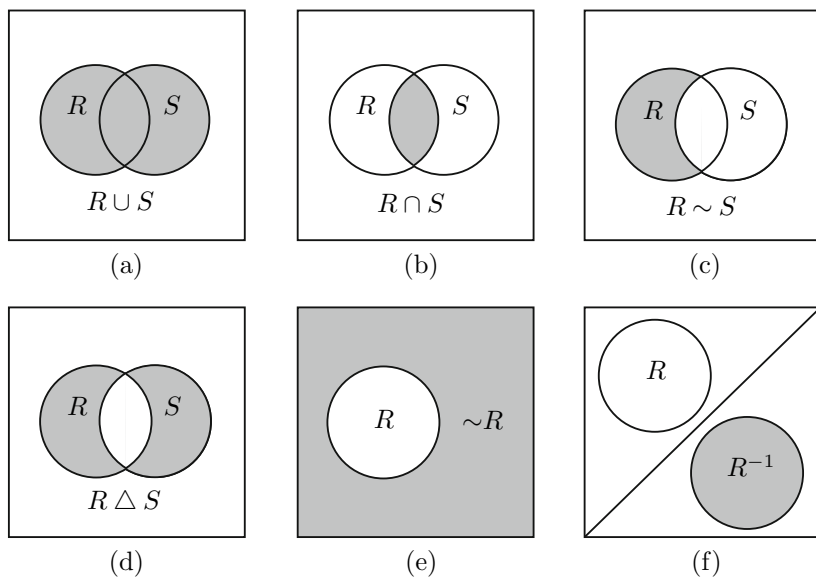 R S
R ∪ S
(a)
R S
R ∩ S
(b)
R S
R ∼ S
(c)
R S
R △ S
(d)
R ∼R
(e)
R
R⁻¹
(f)